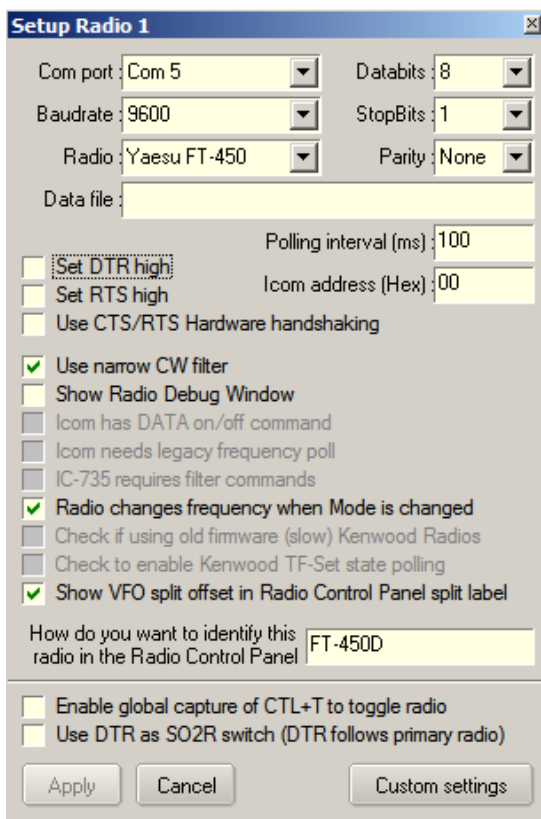 Setup Radio 1
Com port : Com 5 Databits : 8
Baudrate : 9600 StopBits : 1
Radio : Yaesu FT-450 Parity : None
Data file :
Polling interval (ms) : 100
Set DTR high
Icom address (Hex) : 00
Set RTS high
Use CTS/RTS Hardware handshaking
Use narrow CW filter
Show Radio Debug Window
Icom has DATA on/off command
Icom needs legacy frequency poll
IC-735 requires filter commands
Radio changes frequency when Mode is changed
Check if using old firmware (slow) Kenwood Radios
Check to enable Kenwood TF-Set state polling
Show VFO split offset in Radio Control Panel split label
How do you want to identify this
radio in the Radio Control Panel FT-450D
Enable global capture of CTL+T to toggle radio
Use DTR as SO2R switch (DTR follows primary radio)
Apply Cancel Custom settings